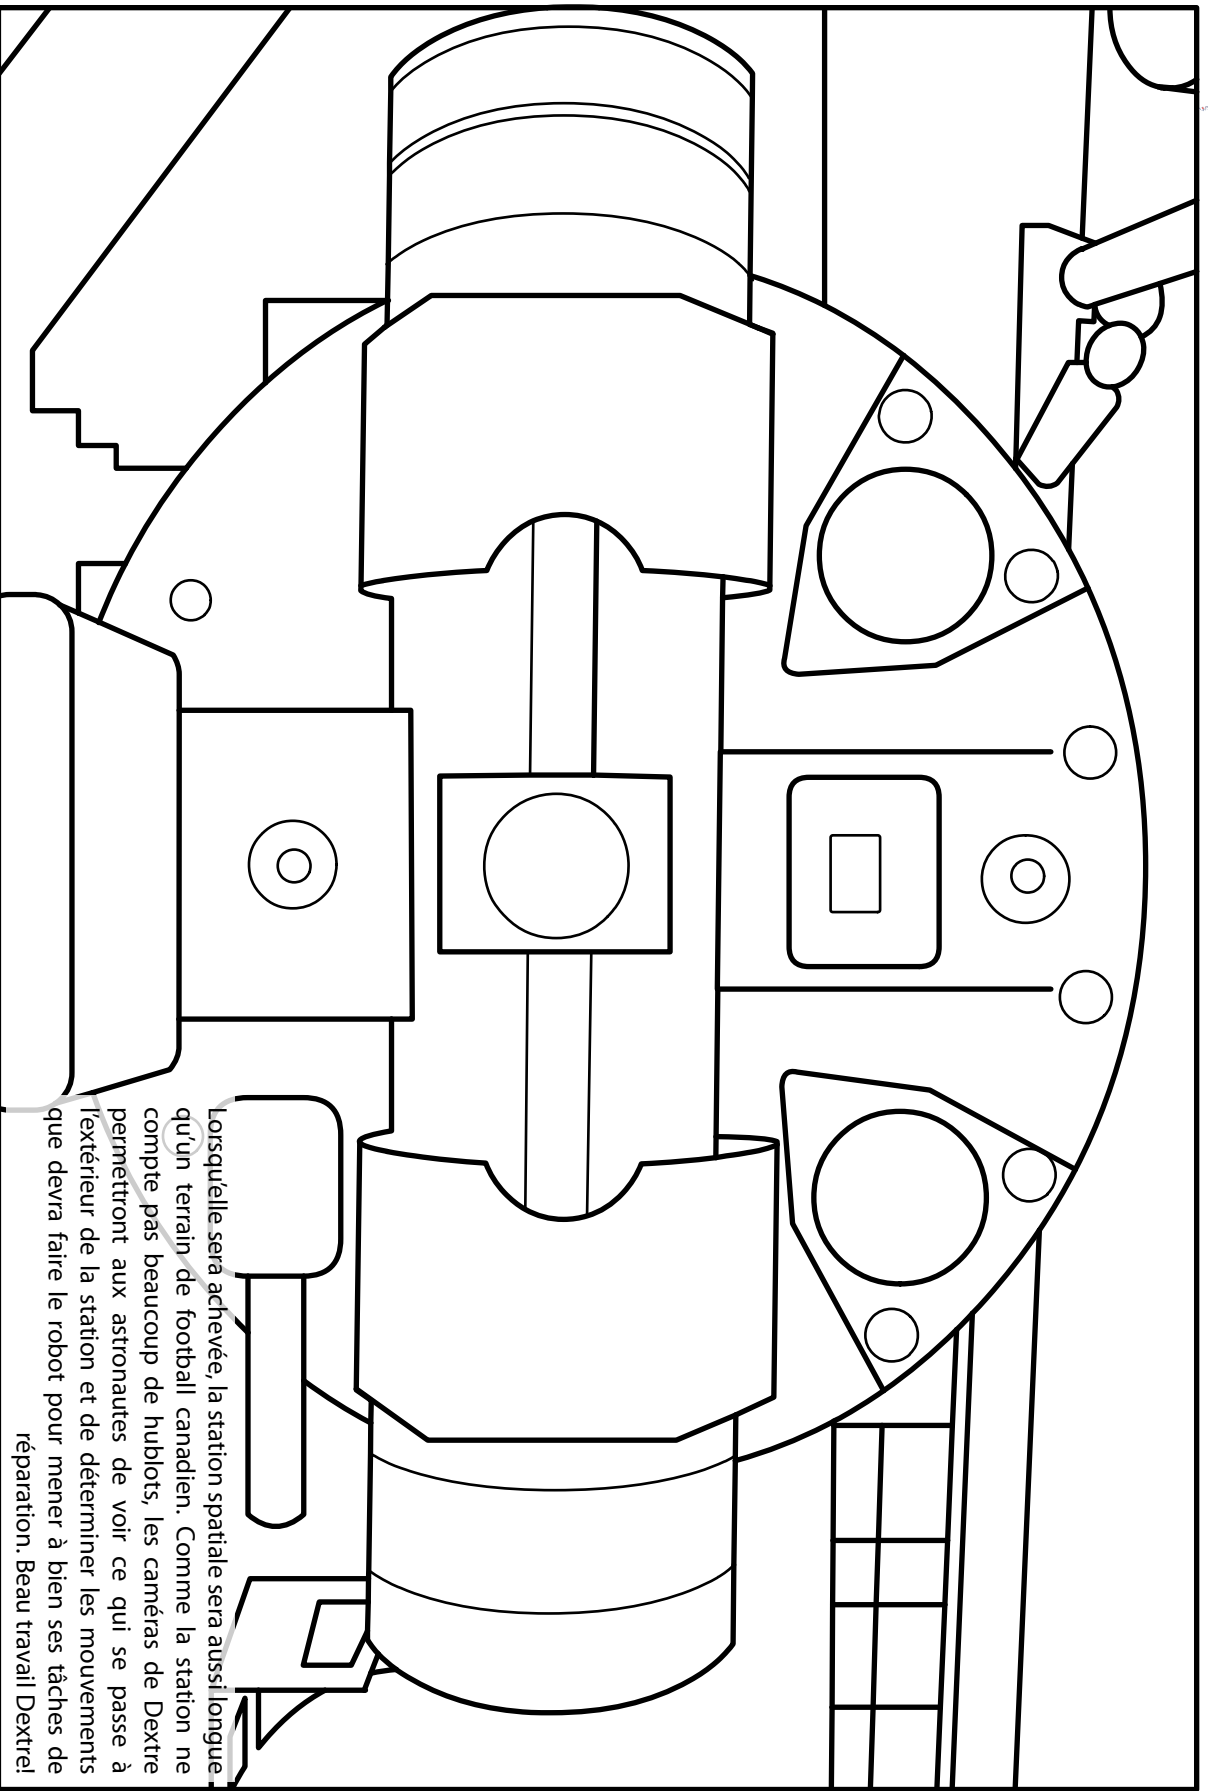 Lorsqu'elle sera achevée, la station spatiale sera aussi longue
qu'un terrain de football canadien. Comme la station ne
compte pas beaucoup de hublots, les caméras de Dextre
permettront aux astronautes de voir ce qui se passe à
l'extérieur de la station et de déterminer les mouvements
que devra faire le robot pour mener à bien ses tâches de
réparation. Beau travail Dextre!